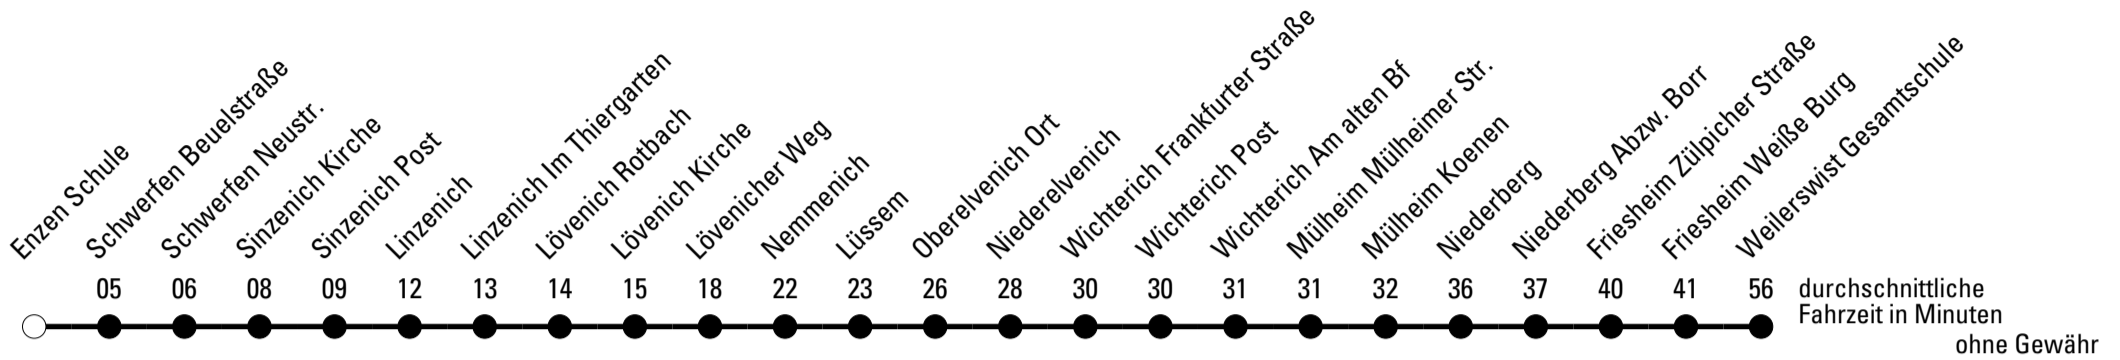 Enzen Schule
Schwerfen Beuelstraße
Schwerfen Neustr.
Sinzenich Kirche
Sinzenich Post
Linzenich
Linzenich Im Thiergarten
Lövenich Rotbach
Lövenich Kirche
Lövenicher Weg
Nemmenich
Lüssem
Oberelvenich Ort
Niederelvenich
Wichterich Frankfurter Straße
Wichterich Post
Wichterich Am alten Bf
Mülheim Mülheimer Str.
Mülheim Koenen
Niederberg
Niederberg Abzw. Borr
Friesheim Zülpicher Straße
Friesheim Weiße Burg
Weilerswist Gesamtschule
05 06 08 09 12 13 14 15 18 22 23 26 28 30 30 31 31 32 36 37 40 41 56
durchschnittliche
Fahrzeit in Minuten
ohne Gewähr